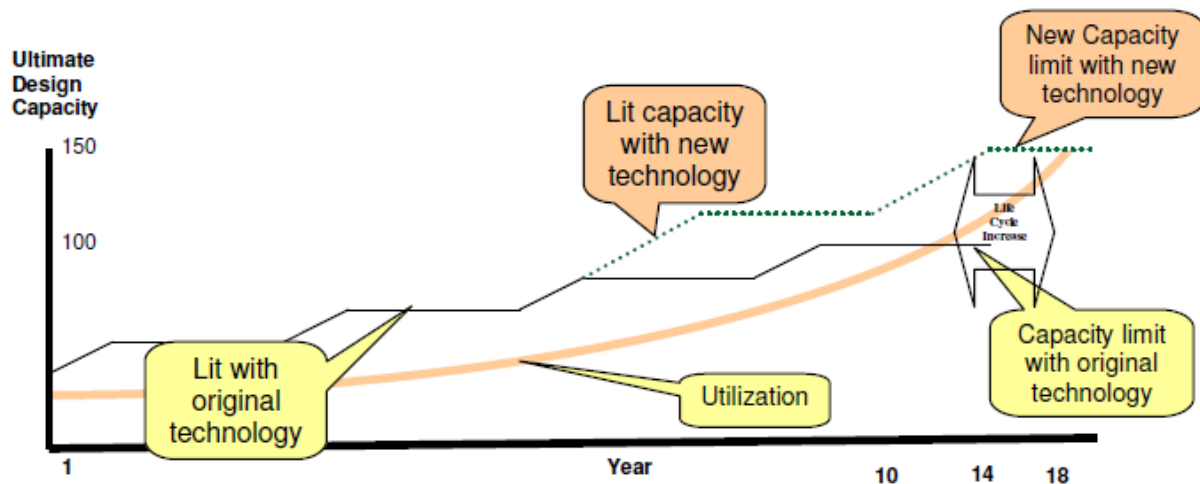 Ultimate
Design
Capacity
150
100
Lit capacity
with new
technology
New Capacity
limit with new
technology
Life
Cycle
Increase
Lit with
original
technology
Utilization
Capacity limit
with original
technology
1
Year
10
14
18